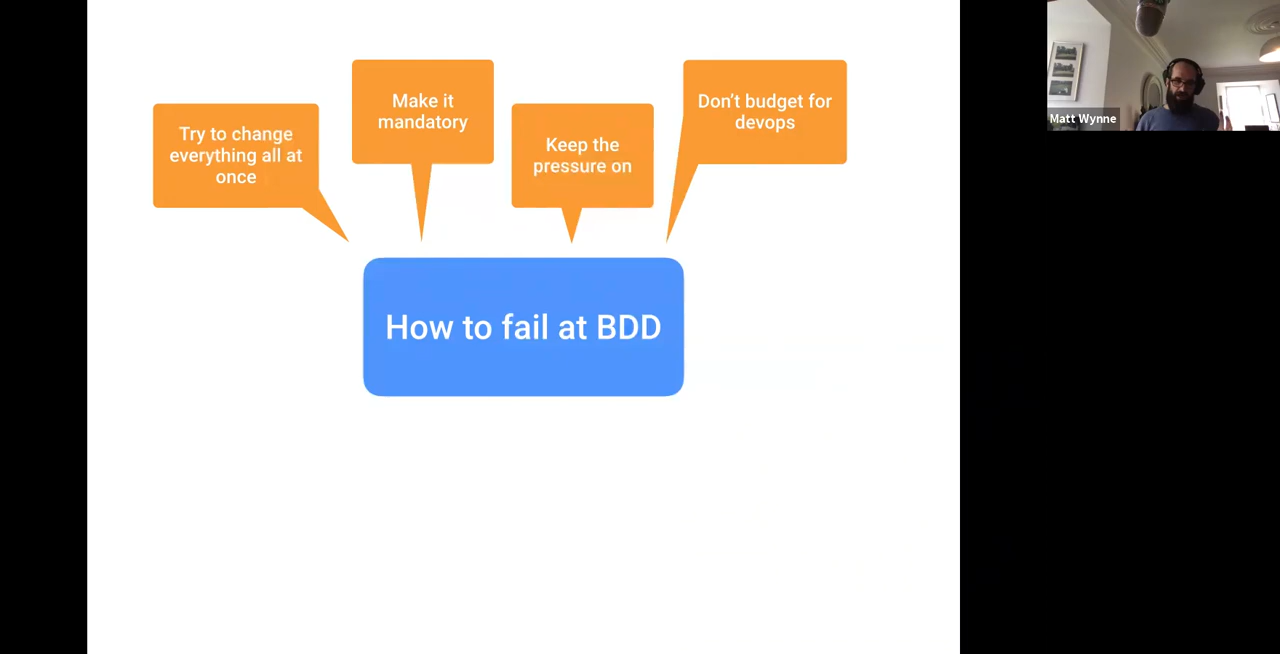 Try to change
everything all at
once
Make it
mandatory
Keep the
pressure on
Don't budget for
devops
How to fail at BDD
Matt Wynne